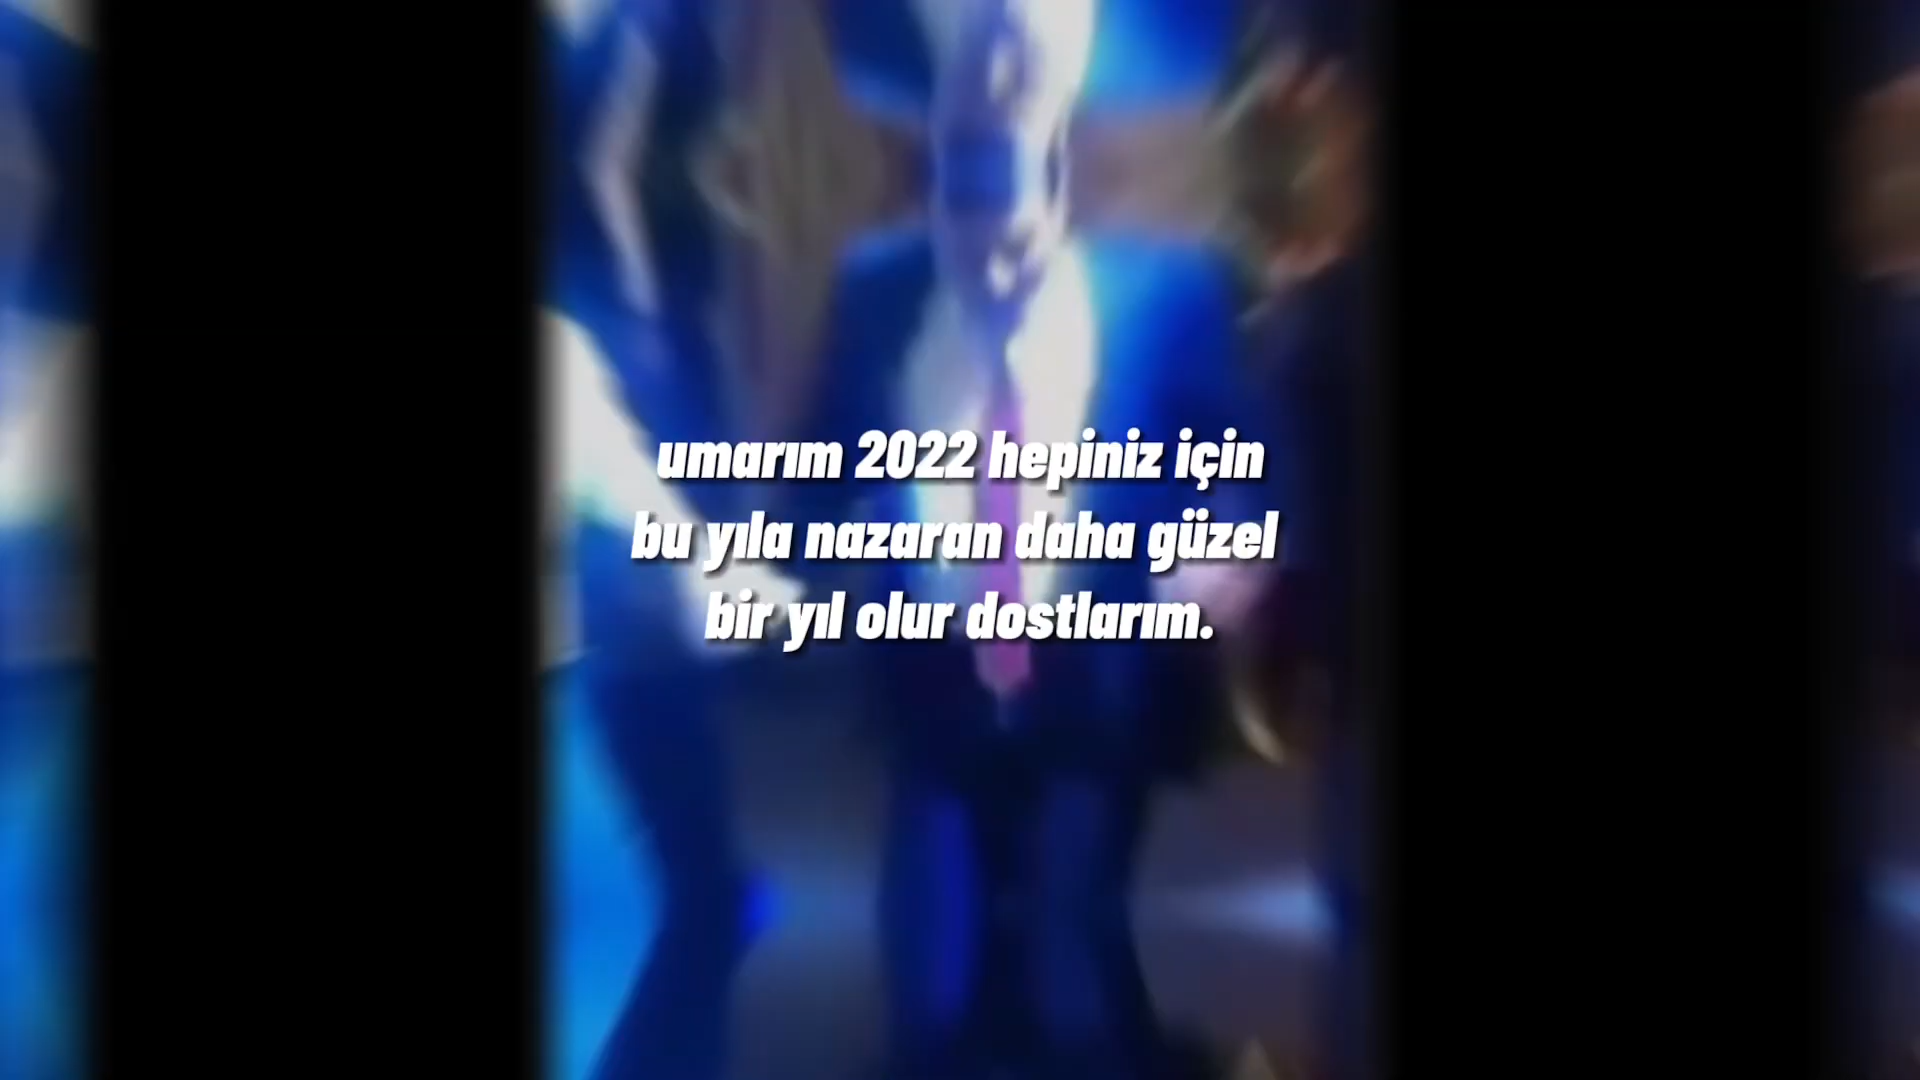 umarım 2022 hepiniz için
bu yıla nazaran daha güzel
bir yıl olur dostlarım.